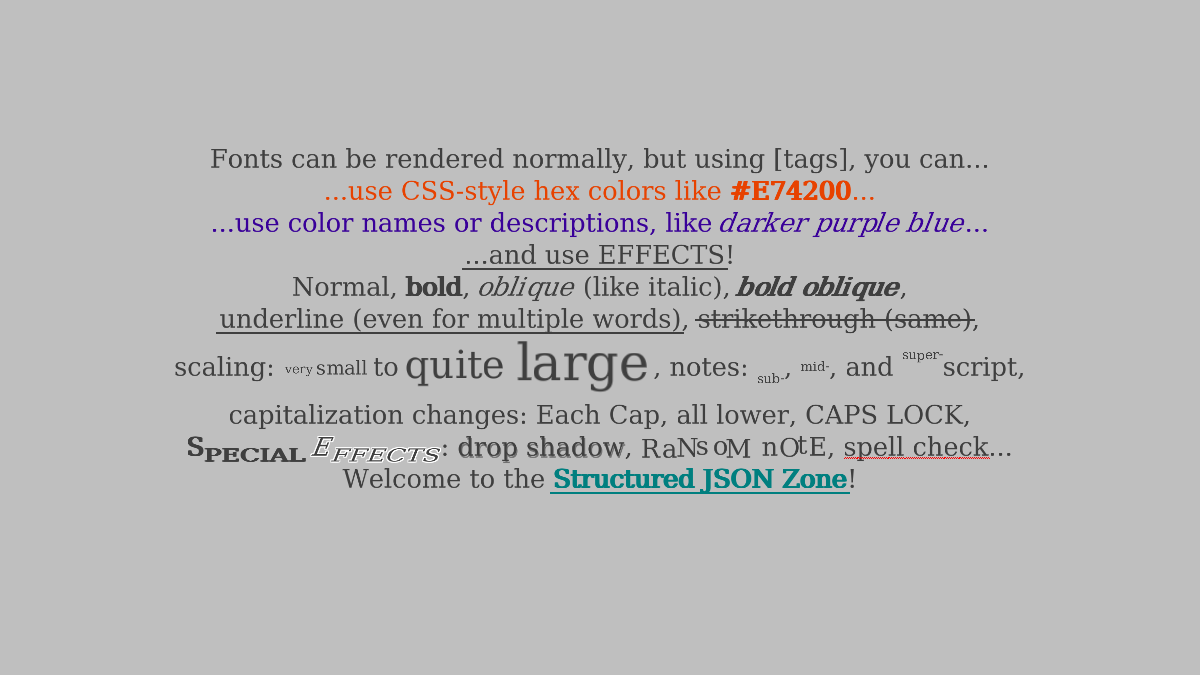 Fonts can be rendered normally, but using [tags], you can...
...use CSS-style hex colors like #E74200...
...use color names or descriptions, like darker purple blue...
...and use EFFECTS!
Normal, bold, oblique (like italic), bold oblique,
underline (even for multiple words), strikethrough (same),
scaling: very small to quite large, notes: sub-, mid-, and super-script,
capitalization changes: Each Cap, all lower, CAPS LOCK,
SPECIAL EFFECTS: drop shadow, RaNsoM nOtE, spell check...
Welcome to the Structured JSON Zone!